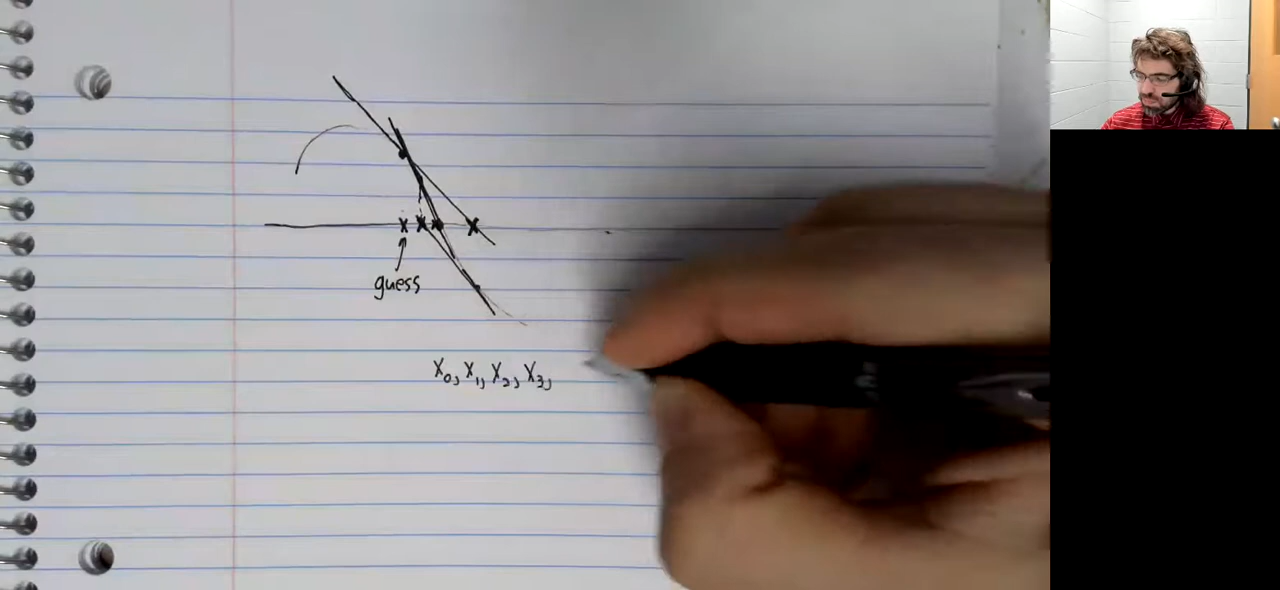 x x x x
guess
x₀, x₁, x₂, x₃,